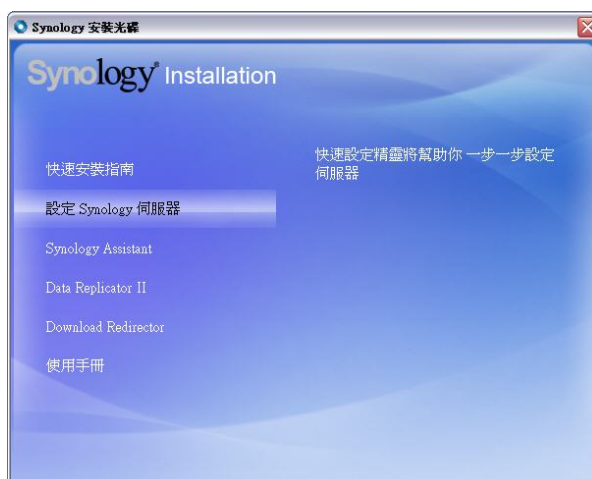 Synology 安裝光碟
Synology Installation
快速安裝指南
設定 Synology 伺服器
Synology Assistant
Data Replicator II
Download Redirector
使用手冊
快速設定精靈將幫助你 一步一步設定
伺服器